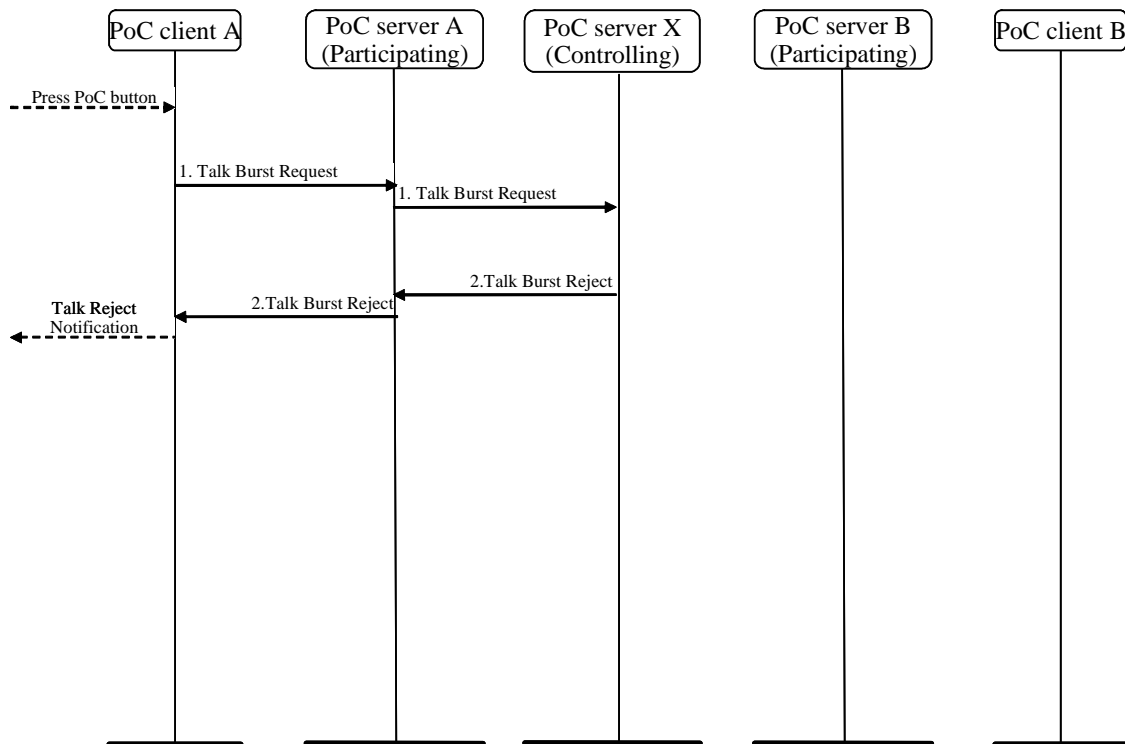 PoC client A
PoC server A
(Participating)
PoC server X
(Controlling)
PoC server B
(Participating)
PoC client B
Press PoC button
1. Talk Burst Request
1. Talk Burst Request
2.Talk Burst Reject
2.Talk Burst Reject
Talk Reject
Notification